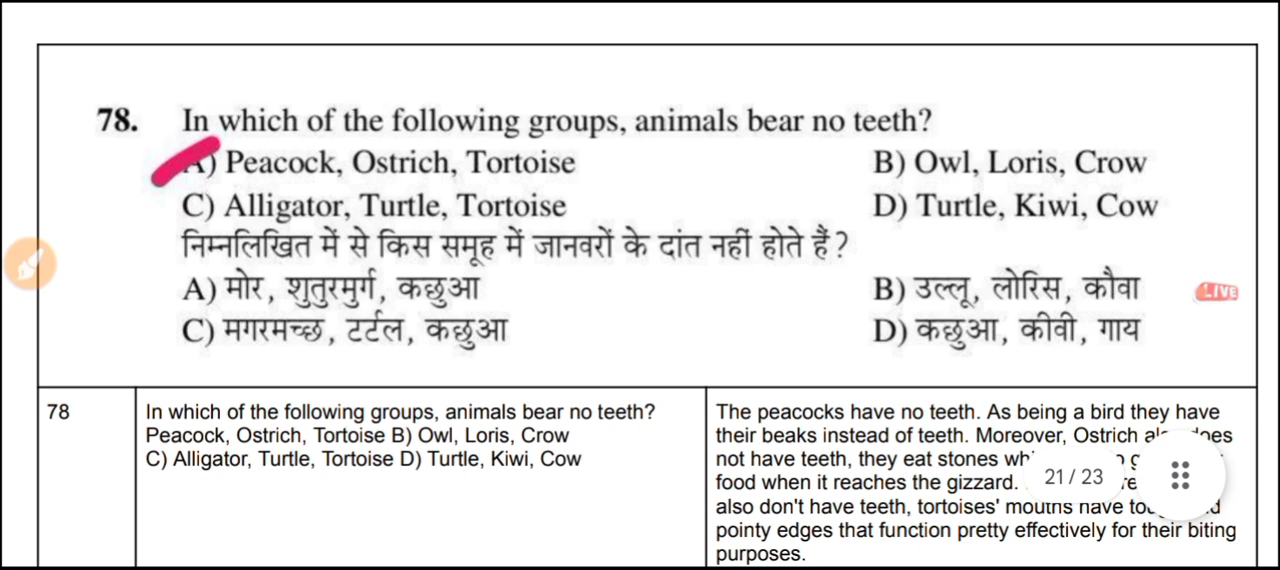 78. In which of the following groups, animals bear no teeth?
A) Peacock, Ostrich, Tortoise B) Owl, Loris, Crow
C) Alligator, Turtle, Tortoise D) Turtle, Kiwi, Cow
निम्नलिखित में से किस समूह में जानवरों के दांत नहीं होते हैं?
A) मोर, शुतुरमुर्ग, कछुआ B) उल्लू, लोरिस, कौवा
C) मगरमच्छ, टर्टल, कछुआ D) कछुआ, कीवी, गाय
LIVE
78
In which of the following groups, animals bear no teeth?
Peacock, Ostrich, Tortoise B) Owl, Loris, Crow
C) Alligator, Turtle, Tortoise D) Turtle, Kiwi, Cow
The peacocks have no teeth. As being a bird they have
their beaks instead of teeth. Moreover, Ostrich
not have teeth, they eat stones
food when it reaches the gizzard.
also don't have teeth, tortoises' mouths have
pointy edges that function pretty effectively for their biting
purposes.
21 / 23